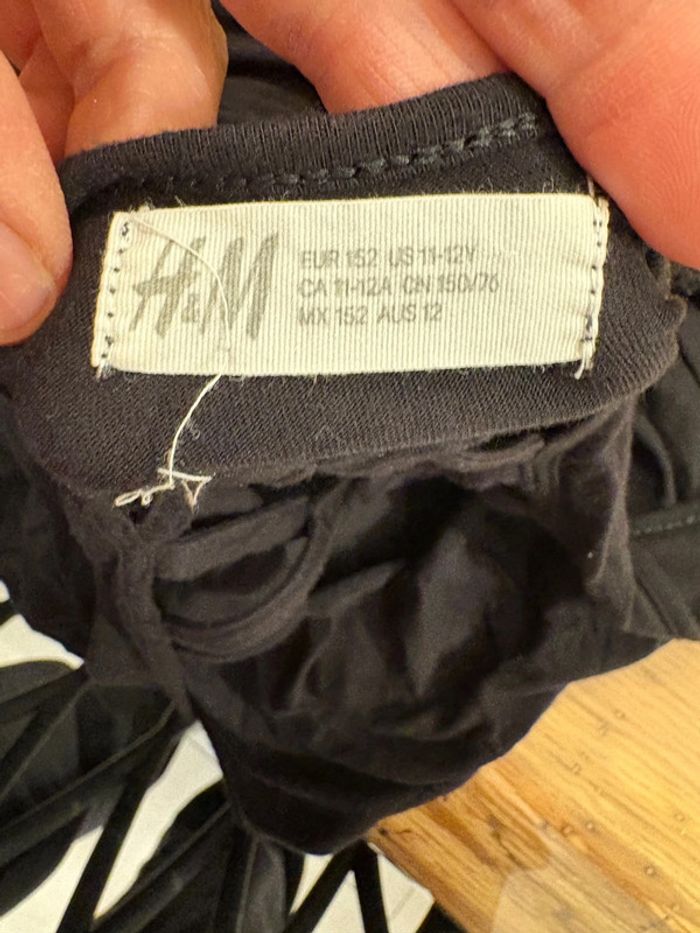 H&M
EUR 152 US 11-12Y
CA 11-12A CN 150/76
MX 152 AUS 12